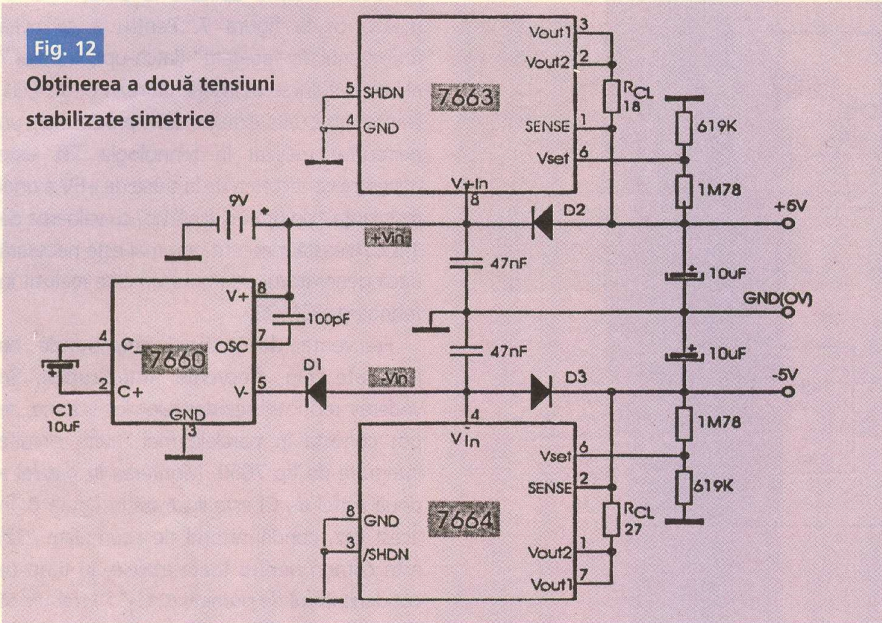 Fig. 12
Obținerea a două tensiuni
stabilizate simetrice
7663
Vout1 3
Vout2 2
RCL
18
5 SHDN
4 GND
SENSE 1
Vset 6
V+In
8
619K
1M78
9V
+
+Vin
D2
+5V
47nF
10uF
+
GND(OV)
7660
V+ 8
100pF
OSC 7
4 C_
2 C+
V- 5
GND
3
C1
10uF
D1
-Vin
47nF
D3
+
10uF
-5V
4
V-In
7664
1M78
Vset 6
SENSE 2
619K
RCL
27
8 GND
3 /SHDN
Vout2 1
Vout1 7